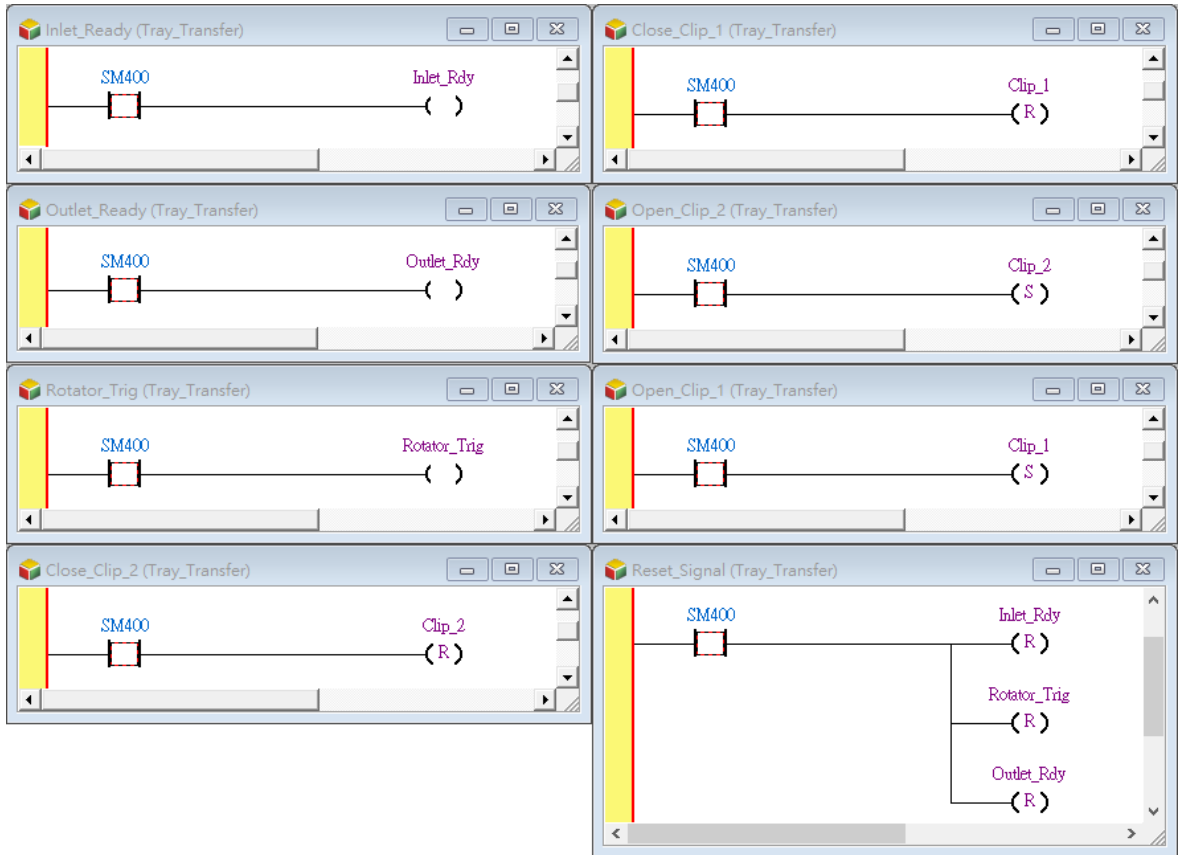 Inlet_Ready (Tray_Transfer)
SM400
Inlet_Rdy
Outlet_Ready (Tray_Transfer)
SM400
Outlet_Rdy
Rotator_Trig (Tray_Transfer)
SM400
Rotator_Trig
Close_Clip_2 (Tray_Transfer)
SM400
Clip_2
R
Close_Clip_1 (Tray_Transfer)
SM400
Clip_1
R
Open_Clip_2 (Tray_Transfer)
SM400
Clip_2
S
Open_Clip_1 (Tray_Transfer)
SM400
Clip_1
S
Reset_Signal (Tray_Transfer)
SM400
Inlet_Rdy
R
Rotator_Trig
R
Outlet_Rdy
R